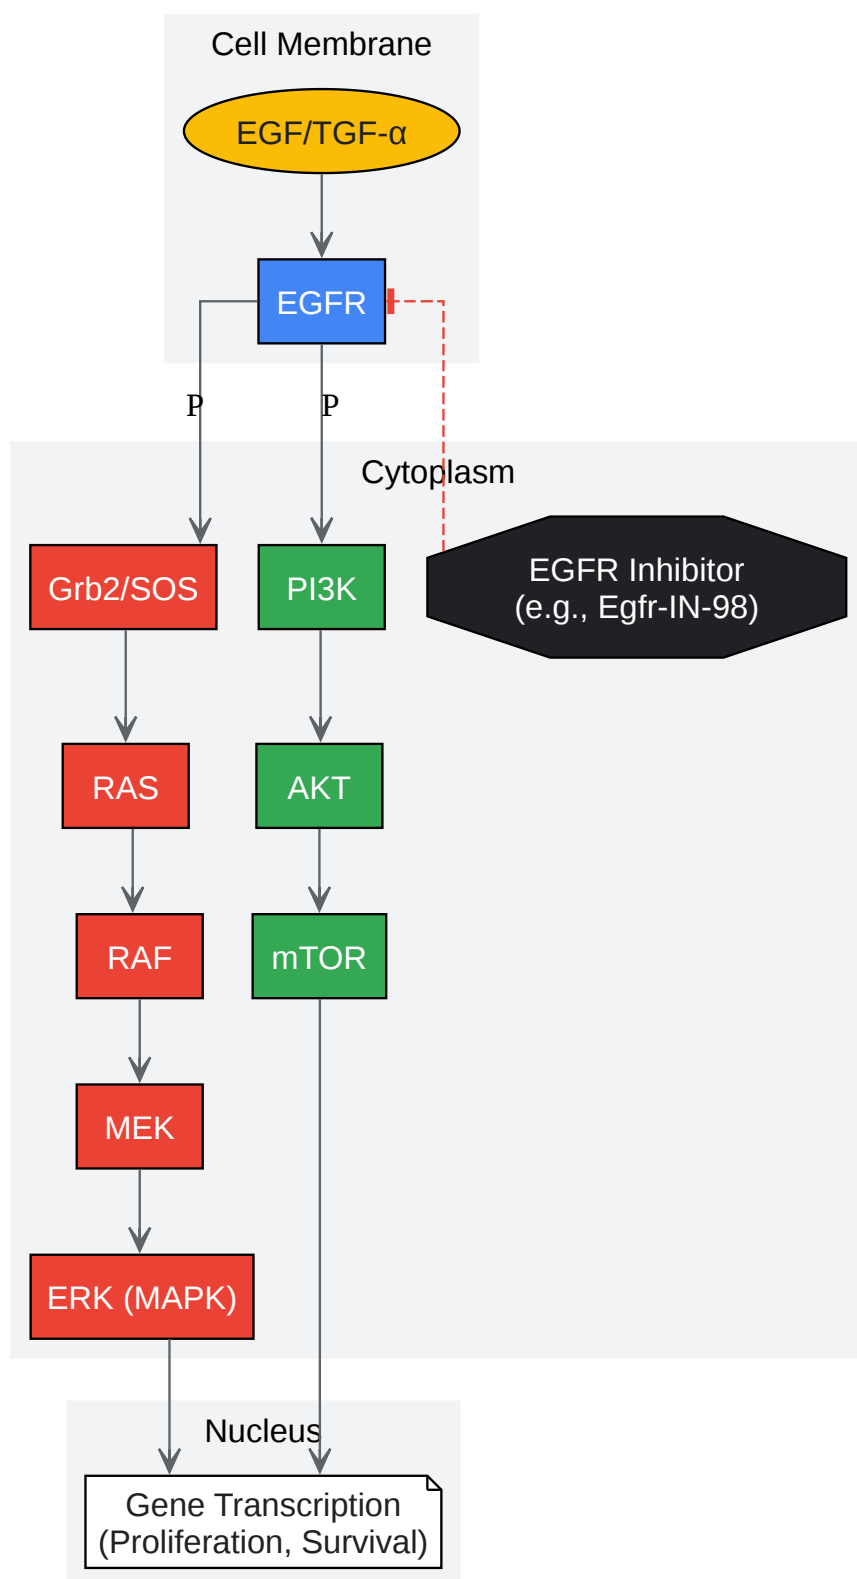 Cell Membrane
EGF/TGF-α
EGFR
P
P
Cytoplasm
Grb2/SOS
PI3K
EGFR Inhibitor
(e.g., Egfr-IN-98)
RAS
AKT
RAF
mTOR
MEK
ERK (MAPK)
Nucleus
Gene Transcription
(Proliferation, Survival)